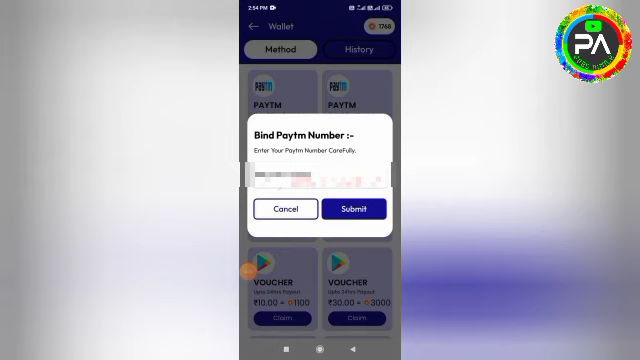 2:54 PM
Wallet
1768
Method
History
PAYTM
PAYTM
Bind Paytm Number :-
Enter Your Paytm Number CareFully.
Cancel
Submit
VOUCHER
VOUCHER
Upto 24hrs Payout
Upto 24hrs Payout
₹10.00 = 1100
₹30.00 = 3000
Claim
Claim
PA